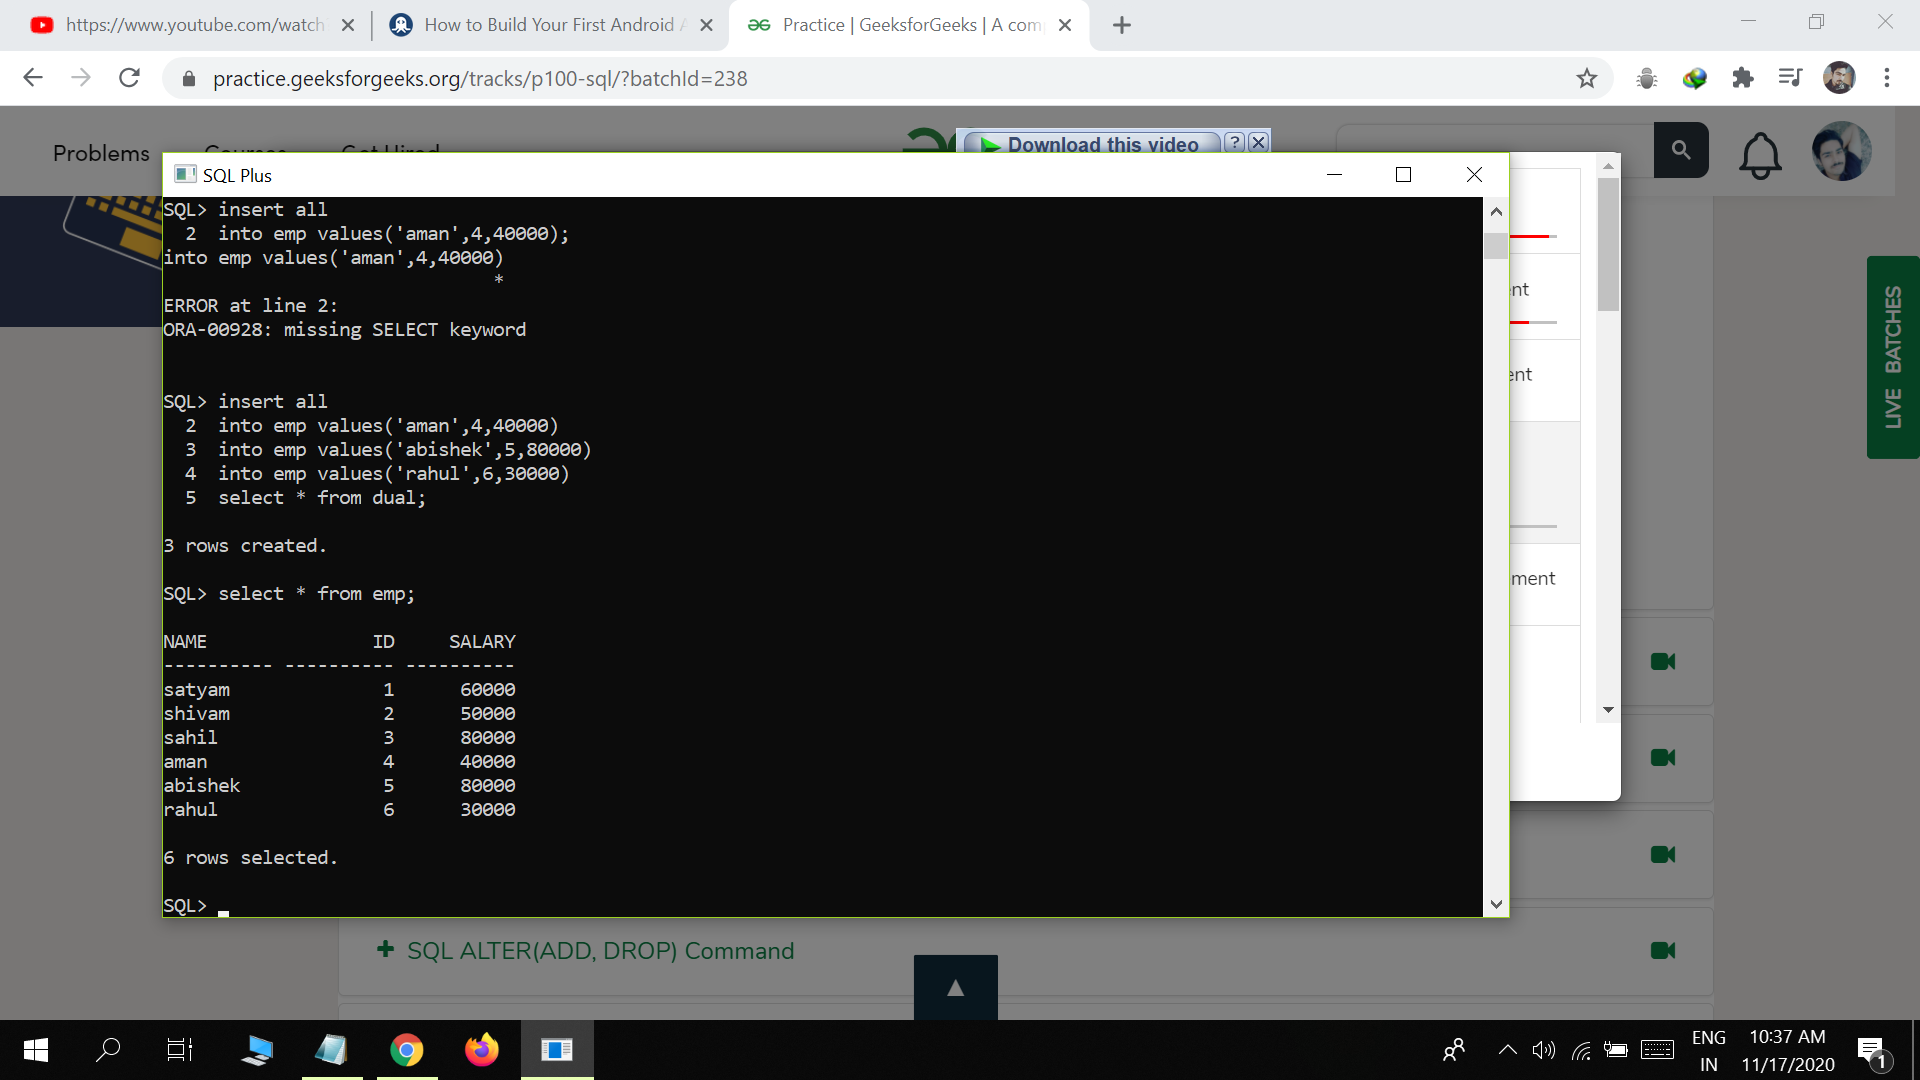 https://www.youtube.com/watch
How to Build Your First Android A
Practice | GeeksforGeeks | A com
practice.geeksforgeeks.org/tracks/p100-sql/?batchId=238
Problems
Courses
Get Hired
Download this video
?
SQL Plus
SQL> insert all
2 into emp values('aman',4,40000);
into emp values('aman',4,40000)
*
ERROR at line 2:
ORA-00928: missing SELECT keyword
SQL> insert all
2 into emp values('aman',4,40000)
3 into emp values('abishek',5,80000)
4 into emp values('rahul',6,30000)
5 select * from dual;
3 rows created.
SQL> select * from emp;
NAME ID SALARY
---------- ---------- ----------
satyam 1 60000
shivam 2 50000
sahil 3 80000
aman 4 40000
abishek 5 80000
rahul 6 30000
6 rows selected.
SQL>
nt
ent
ment
LIVE BATCHES
+ SQL ALTER(ADD, DROP) Command
ENG
IN
10:37 AM
11/17/2020
1